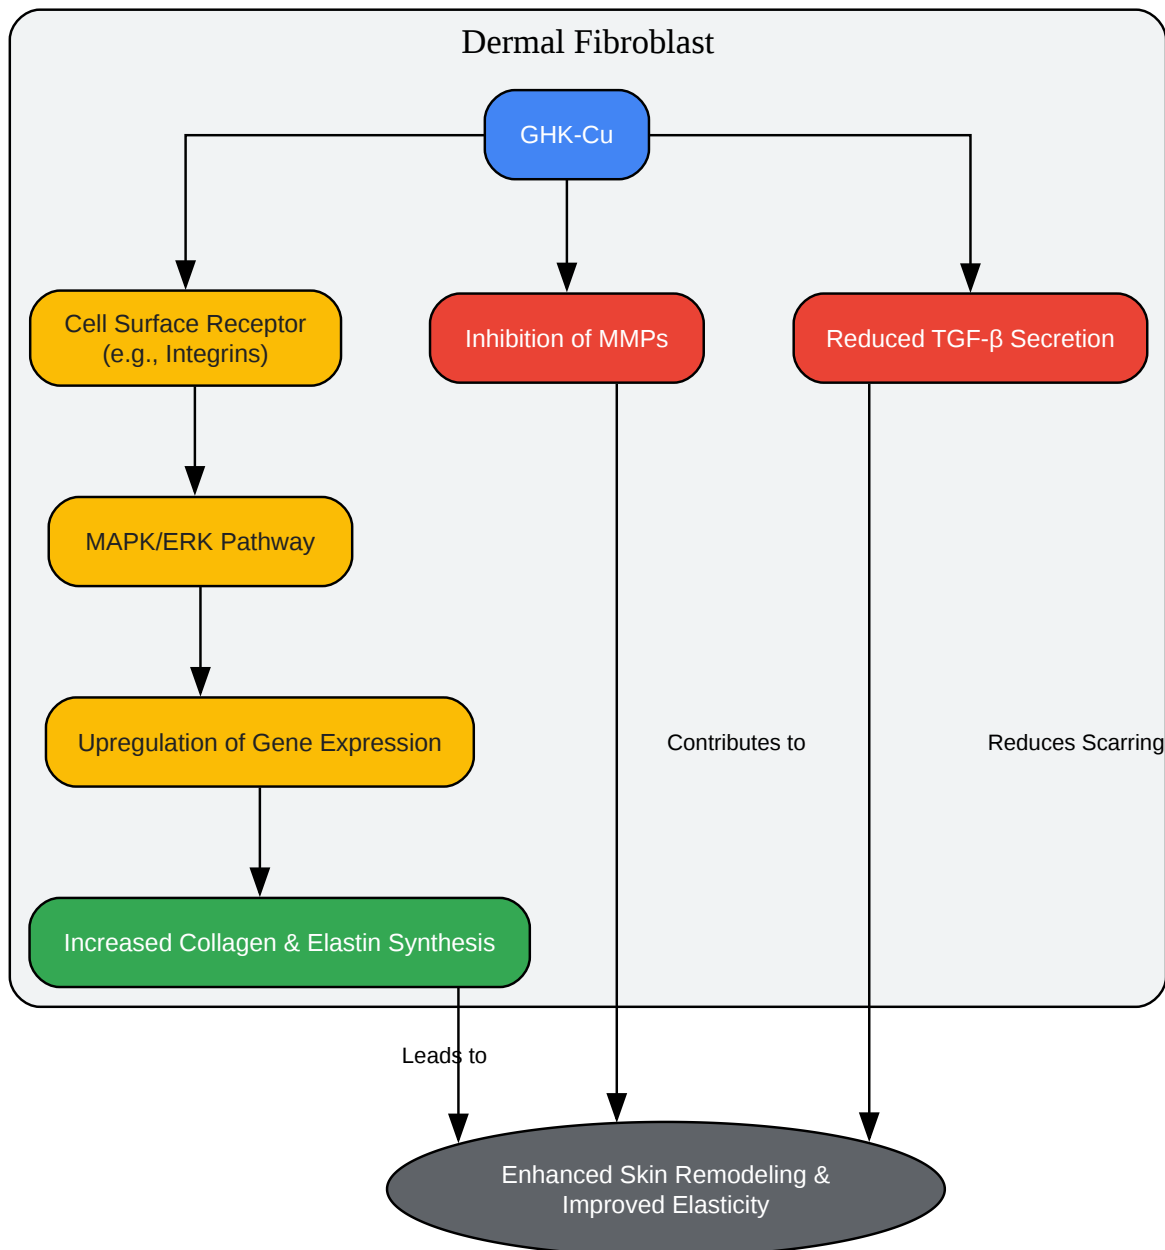 Dermal Fibroblast
GHK-Cu
Cell Surface Receptor
(e.g., Integrins)
Inhibition of MMPs
Reduced TGF-β Secretion
MAPK/ERK Pathway
Upregulation of Gene Expression
Contributes to
Reduces Scarring
Increased Collagen & Elastin Synthesis
Leads to
Enhanced Skin Remodeling &
Improved Elasticity